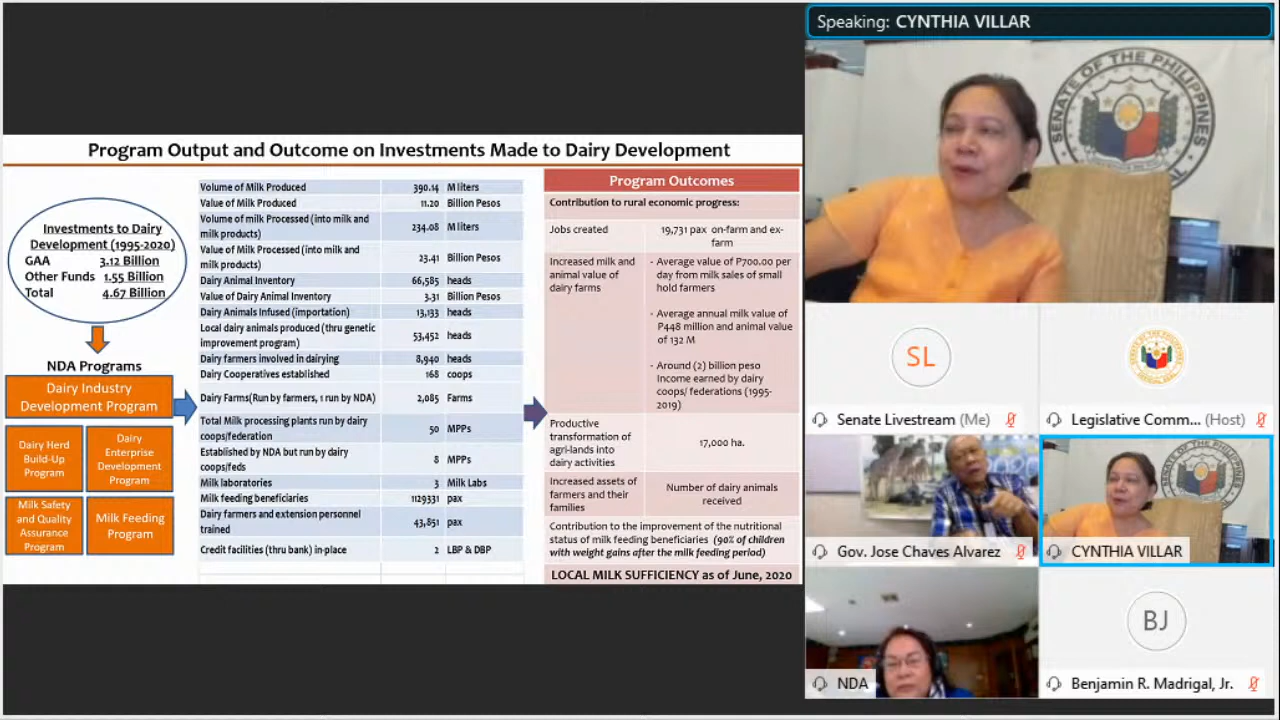 Speaking: CYNTHIA VILLAR
SENATE OF THE PHILIPPINES
Program Output and Outcome on Investments Made to Dairy Development
Investments to Dairy
Development (1995-2020)
GAA 3.12 Billion
Other Funds 1.55 Billion
Total 4.67 Billion
NDA Programs
Dairy Industry
Development Program
Dairy Herd
Build-Up
Program
Dairy
Enterprise
Development
Program
Milk Safety
and Quality
Assurance
Program
Milk Feeding
Program
Volume of Milk Produced 390.14 M liters
Value of Milk Produced 11.20 Billion Pesos
Volume of milk Processed (into milk and
milk products) 234.08 M liters
Value of Milk Processed (into milk and
milk products) 23.41 Billion Pesos
Dairy Animal Inventory 66,585 heads
Value of Dairy Animal Inventory 3.31 Billion Pesos
Dairy Animals Infused (importation) 13,133 heads
Local dairy animals produced (thru genetic
improvement program) 53,452 heads
Dairy farmers involved in dairying 8,940 heads
Dairy Cooperatives established 168 coops
Dairy Farms(Run by farmers, 1 run by NDA) 2,085 Farms
Total Milk processing plants run by dairy
coops/federation 50 MPPs
Established by NDA but run by dairy
coops/feds 8 MPPs
Milk laboratories 3 Milk Labs
Milk feeding beneficiaries 1129331 pax
Dairy farmers and extension personnel
trained 43,851 pax
Credit facilities (thru bank) in-place 2 LBP & DBP
Program Outcomes
Contribution to rural economic progress:
Jobs created 19,731 pax on-farm and ex-
farm
Increased milk and
animal value of
dairy farms
- Average value of P700.00 per
day from milk sales of small
hold farmers
- Average annual milk value of
P448 million and animal value
of 132 M
- Around (2) billion peso
Income earned by dairy
coops/ federations (1995-
2019)
Productive
transformation of
agri-lands into
dairy activities
17,000 ha.
Increased assets of
farmers and their
families
Number of dairy animals
received
Contribution to the improvement of the nutritional
status of milk feeding beneficiaries (90% of children
with weight gains after the milk feeding period)
LOCAL MILK SUFFICIENCY as of June, 2020
SL
Senate Livestream (Me)
Legislative Comm... (Host)
Gov. Jose Chaves Alvarez
CYNTHIA VILLAR
NDA
BJ
Benjamin R. Madrigal, Jr.